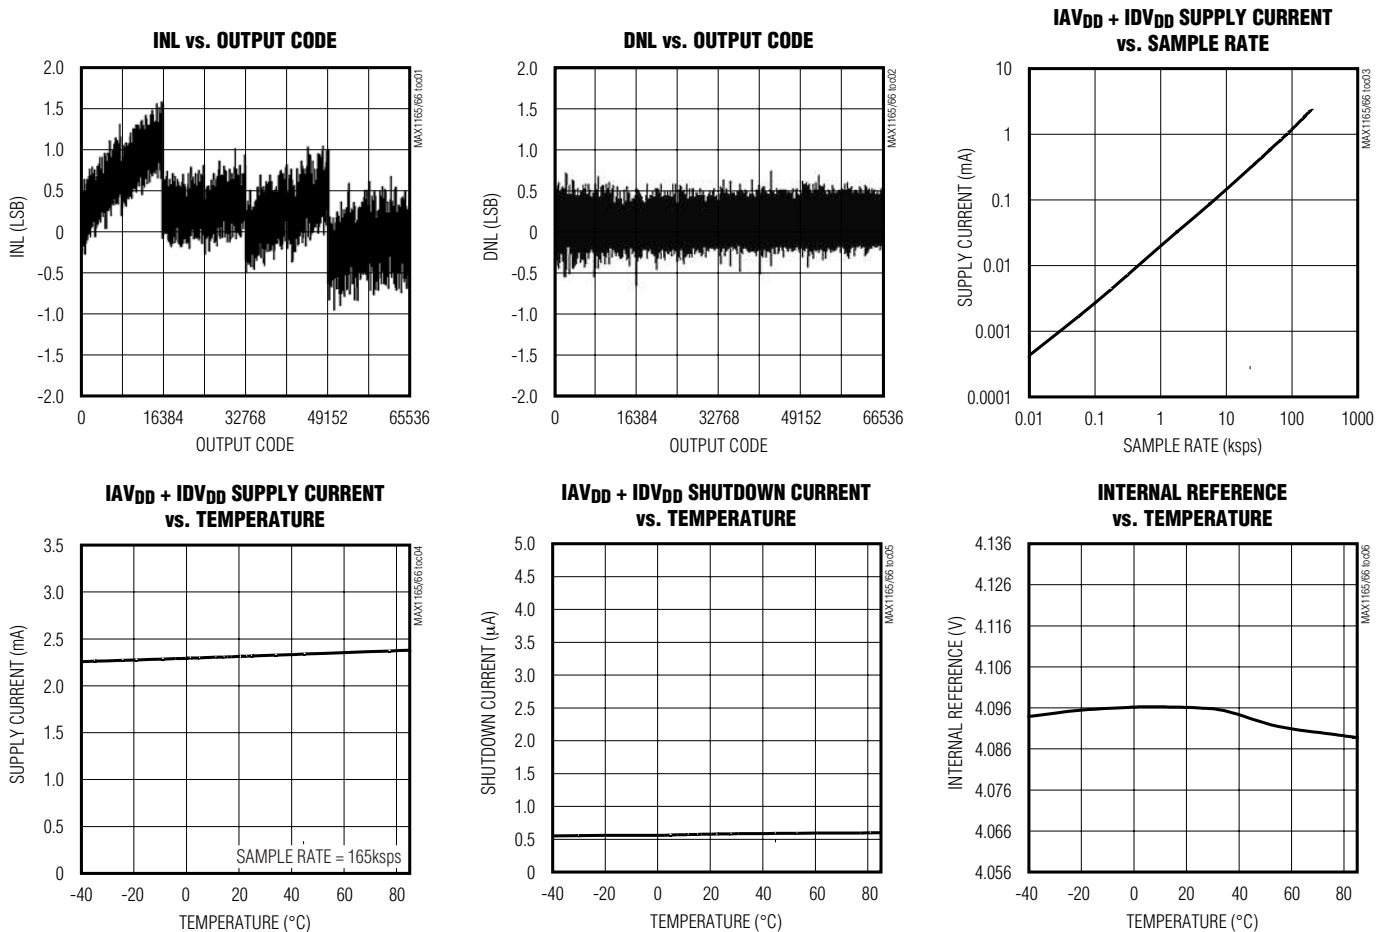 INL vs. OUTPUT CODE
2.0
1.5
1.0
0.5
0
-0.5
-1.0
-1.5
-2.0
INL (LSB)
0 16384 32768 49152 65536
OUTPUT CODE
MAX1165/66 toc01
DNL vs. OUTPUT CODE
2.0
1.5
1.0
0.5
0
-0.5
-1.0
-1.5
-2.0
DNL (LSB)
0 16384 32768 49152 66536
OUTPUT CODE
MAX1165/66 toc02
IAVDD + IDVDD SUPPLY CURRENT
vs. SAMPLE RATE
10
1
0.1
0.01
0.001
0.0001
SUPPLY CURRENT (mA)
0.01 0.1 1 10 100 1000
SAMPLE RATE (ksps)
MAX1165/66 toc03
IAVDD + IDVDD SUPPLY CURRENT
vs. TEMPERATURE
3.5
3.0
2.5
2.0
1.5
1.0
0.5
0
SUPPLY CURRENT (mA)
SAMPLE RATE = 165ksps
-40 -20 0 20 40 60 80
TEMPERATURE (°C)
MAX1165/66 toc04
IAVDD + IDVDD SHUTDOWN CURRENT
vs. TEMPERATURE
5.0
4.5
4.0
3.5
3.0
2.5
2.0
1.5
1.0
0.5
0
SHUTDOWN CURRENT (µA)
-40 -20 0 20 40 60 80
TEMPERATURE (°C)
MAX1165/66 toc05
INTERNAL REFERENCE
vs. TEMPERATURE
4.136
4.126
4.116
4.106
4.096
4.086
4.076
4.066
4.056
INTERNAL REFERENCE (V)
-40 -20 0 20 40 60 80
TEMPERATURE (°C)
MAX1165/66 toc06